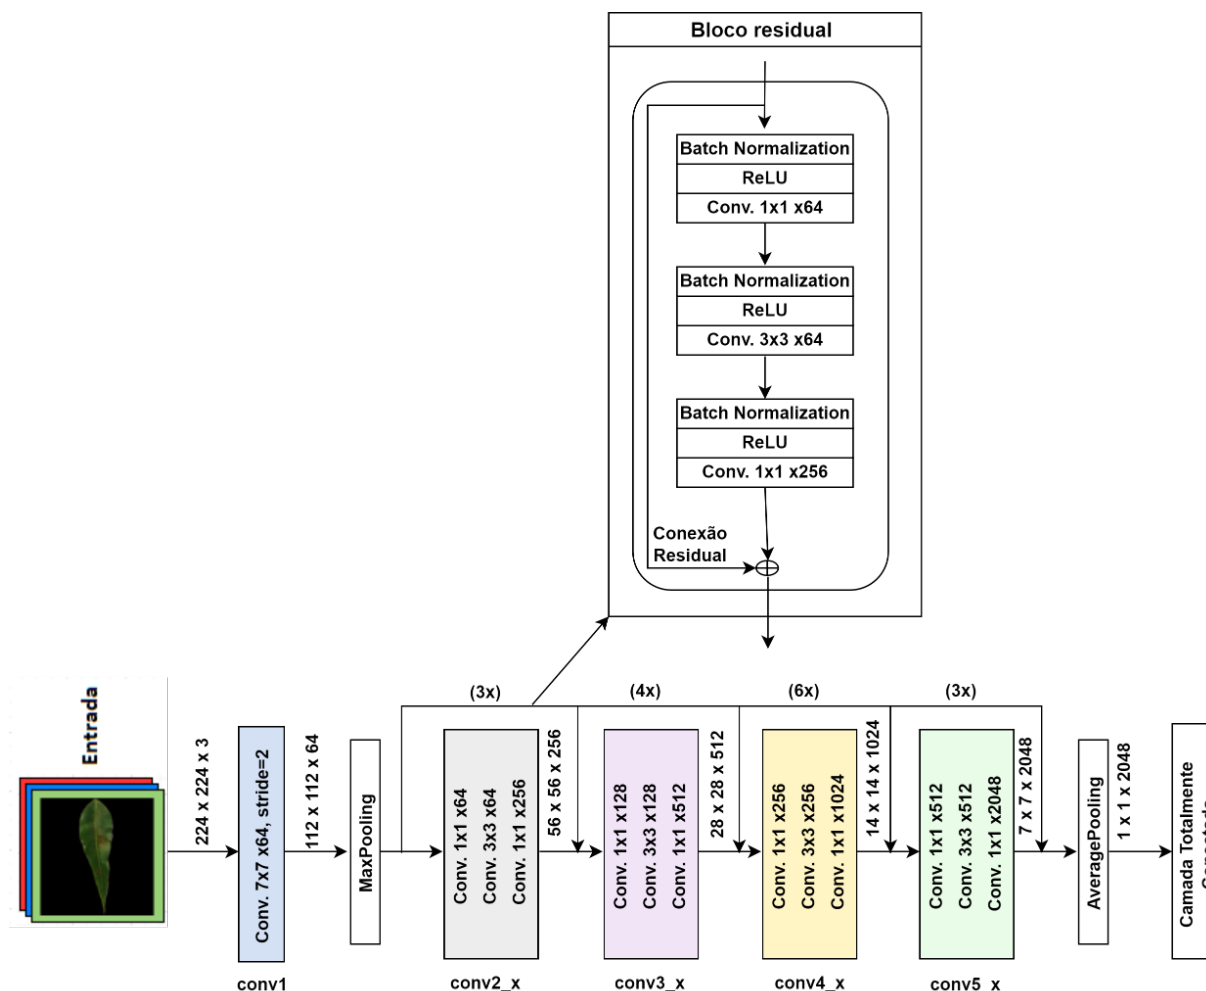 Bloco residual
Batch Normalization
ReLU
Conv. 1x1 x64
Batch Normalization
ReLU
Conv. 3x3 x64
Batch Normalization
ReLU
Conv. 1x1 x256
Conexão
Residual
(3x)
(4x)
(6x)
(3x)
Entrada
224 x 224 x 3
Conv. 7x7 x64, stride=2
112 x 112 x 64
MaxPooling
Conv. 1x1 x64
Conv. 3x3 x64
Conv. 1x1 x256
56 x 56 x 256
Conv. 1x1 x128
Conv. 3x3 x128
Conv. 1x1 x512
28 x 28 x 512
Conv. 1x1 x256
Conv. 3x3 x256
Conv. 1x1 x1024
14 x 14 x 1024
Conv. 1x1 x512
Conv. 3x3 x512
Conv. 1x1 x2048
7 x 7 x 2048
AveragePooling
1 x 1 x 2048
Camada Totalmente
conv1
conv2_x
conv3_x
conv4_x
conv5_x